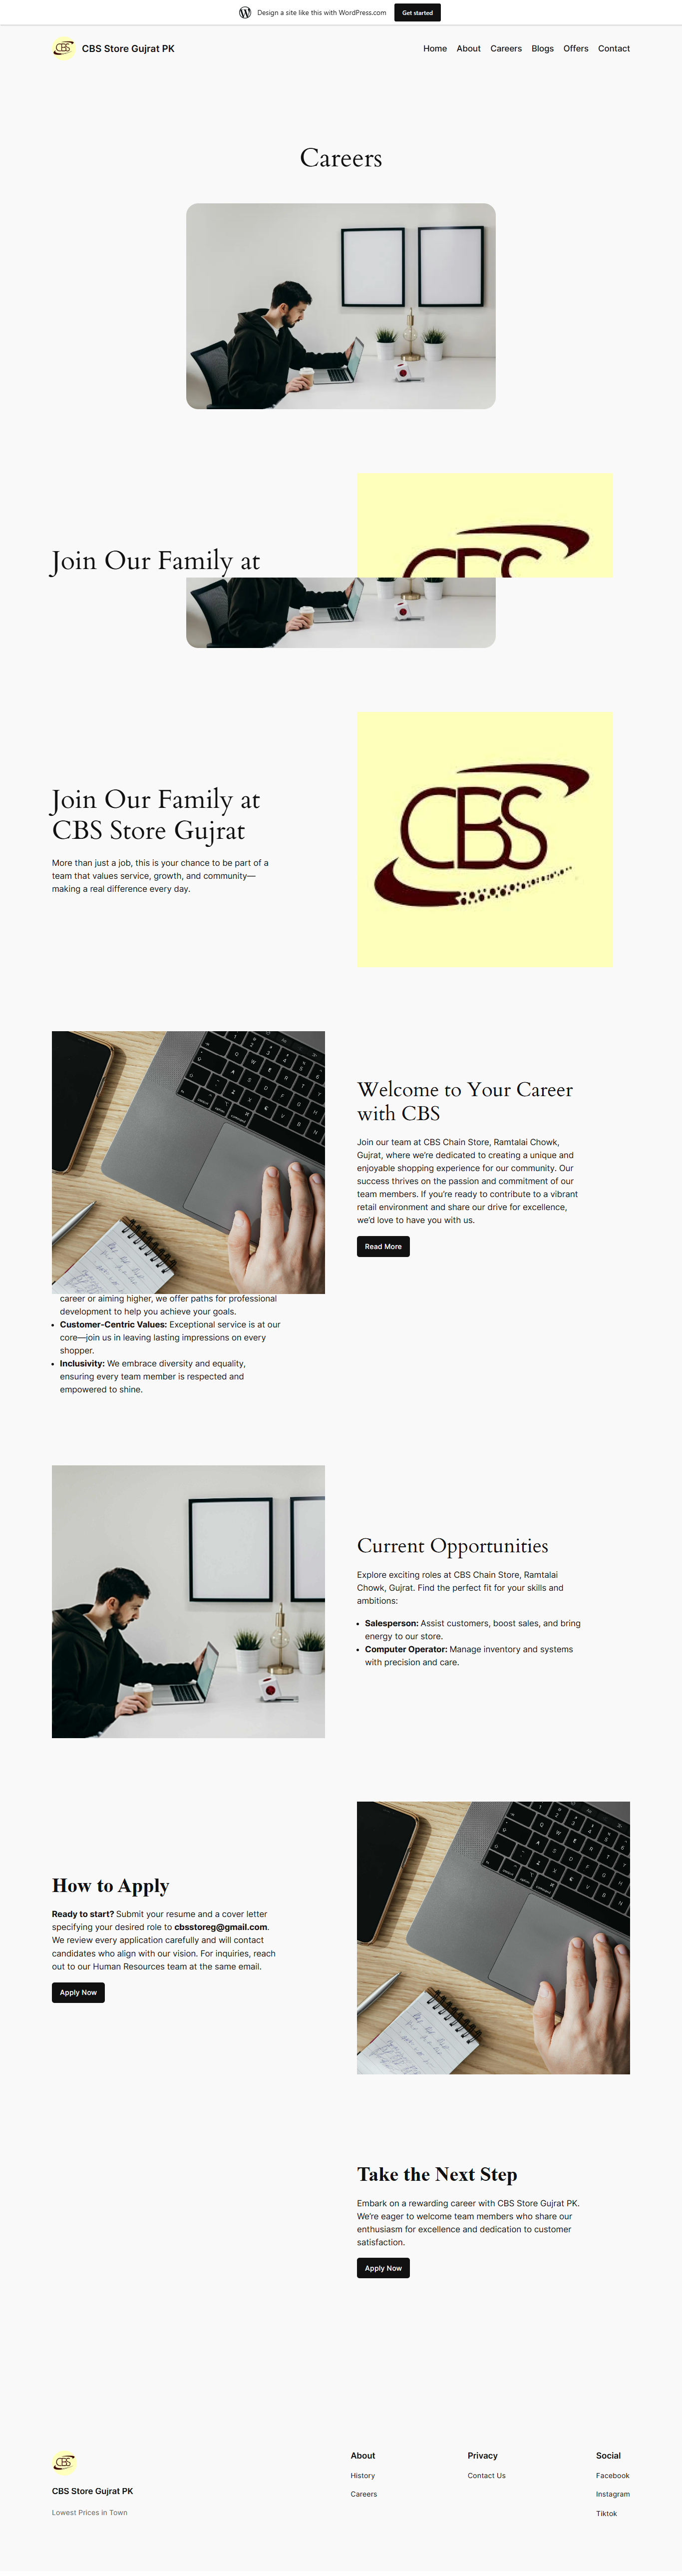 Design a site like this with WordPress.com
Get started
CBS
CBS Store Gujrat PK
Home
About
Careers
Blogs
Offers
Contact
Careers
Join Our Family at
CBS
Join Our Family at
CBS Store Gujrat
More than just a job, this is your chance to be part of a
team that values service, growth, and community—
making a real difference every day.
CBS
Welcome to Your Career
with CBS
Join our team at CBS Chain Store, Ramtalai Chowk,
Gujrat, where we're dedicated to creating a unique and
enjoyable shopping experience for our community. Our
success thrives on the passion and commitment of our
team members. If you're ready to contribute to a vibrant
retail environment and share our drive for excellence,
we'd love to have you with us.
Read More
career or aiming higher, we offer paths for professional
development to help you achieve your goals.
• Customer-Centric Values: Exceptional service is at our
core—join us in leaving lasting impressions on every
shopper.
• Inclusivity: We embrace diversity and equality,
ensuring every team member is respected and
empowered to shine.
Current Opportunities
Explore exciting roles at CBS Chain Store, Ramtalai
Chowk, Gujrat. Find the perfect fit for your skills and
ambitions:
• Salesperson: Assist customers, boost sales, and bring
energy to our store.
• Computer Operator: Manage inventory and systems
with precision and care.
How to Apply
Ready to start? Submit your resume and a cover letter
specifying your desired role to cbsstoreg@gmail.com.
We review every application carefully and will contact
candidates who align with our vision. For inquiries, reach
out to our Human Resources team at the same email.
Apply Now
Take the Next Step
Embark on a rewarding career with CBS Store Gujrat PK.
We're eager to welcome team members who share our
enthusiasm for excellence and dedication to customer
satisfaction.
Apply Now
CBS
CBS Store Gujrat PK
Lowest Prices in Town
About
History
Careers
Privacy
Contact Us
Social
Facebook
Instagram
Tiktok